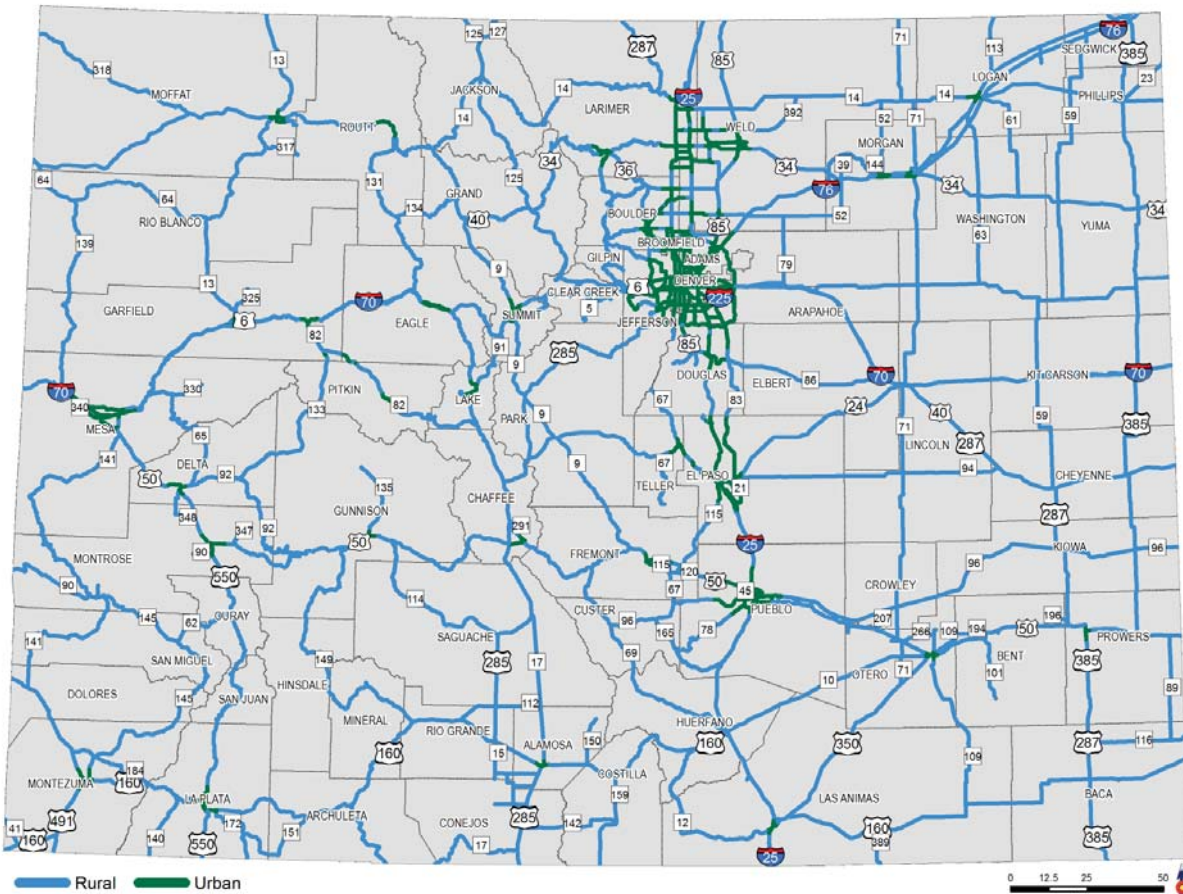 125
127
76
13
287
85
71
113
SEDGWICK
385
318
LOGAN
23
MOFFAT
JACKSON
14
LARIMER
25
14
14
PHILLIPS
ROUTT
14
WELD
392
52
71
59
61
317
34
MORGAN
36
39
144
34
64
131
GRAND
125
34
76
64
134
BOULDER
52
WASHINGTON
34
RIO BLANCO
40
85
YUMA
139
BROOMFIELD
63
GILPIN
ADAMS
79
9
DENVER
13
325
70
CLEAR CREEK
6
225
GARFIELD
6
EAGLE
SUMMIT
5
ARAPAHOE
82
JEFFERSON
91
285
85
9
DOUGLAS
70
330
PITKIN
ELBERT
86
70
KIT CARSON
70
340
LAKE
67
83
133
82
PARK
9
24
40
59
385
MESA
71
LINCOLN
65
287
141
DELTA
9
67
94
50
92
135
TELLER
EL PASO
21
CHEYENNE
CHAFFEE
348
GUNNISON
115
287
347
92
291
90
50
25
KIOWA
MONTROSE
FREMONT
115
96
550
120
50
96
90
67
45
CROWLEY
114
CUSTER
PUEBLO
145
OURAY
96
207
62
165
78
266
109
194
50
196
141
SAGUACHE
PROWERS
SAN MIGUEL
149
285
17
69
71
BENT
385
101
OTERO
DOLORES
SAN JUAN
HINSDALE
10
89
145
MINERAL
112
HUERFANO
RIO GRANDE
160
15
ALAMOSA
150
160
350
287
116
184
109
MONTEZUMA
160
COSTILLA
159
BACA
LA PLATA
LAS ANIMAS
491
172
ARCHULETA
285
142
12
160
385
41
151
CONEJOS
160
140
550
17
389
25
Rural
Urban
0 12.5 25 50